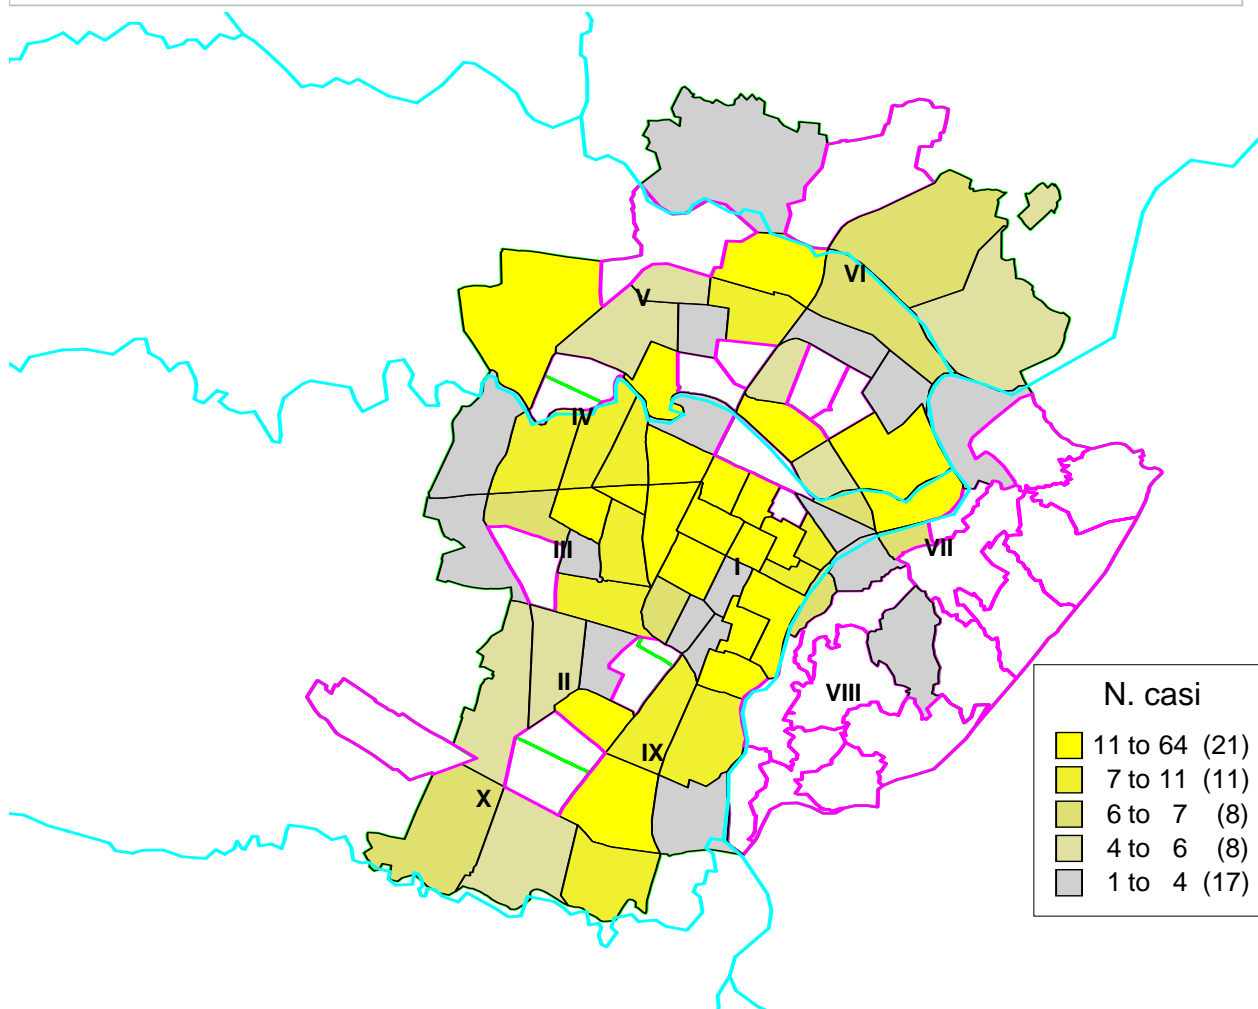 VI
V
IV
III
I
VII
II
VIII
IX
X
N. casi
11 to 64 (21)
7 to 11 (11)
6 to 7 (8)
4 to 6 (8)
1 to 4 (17)